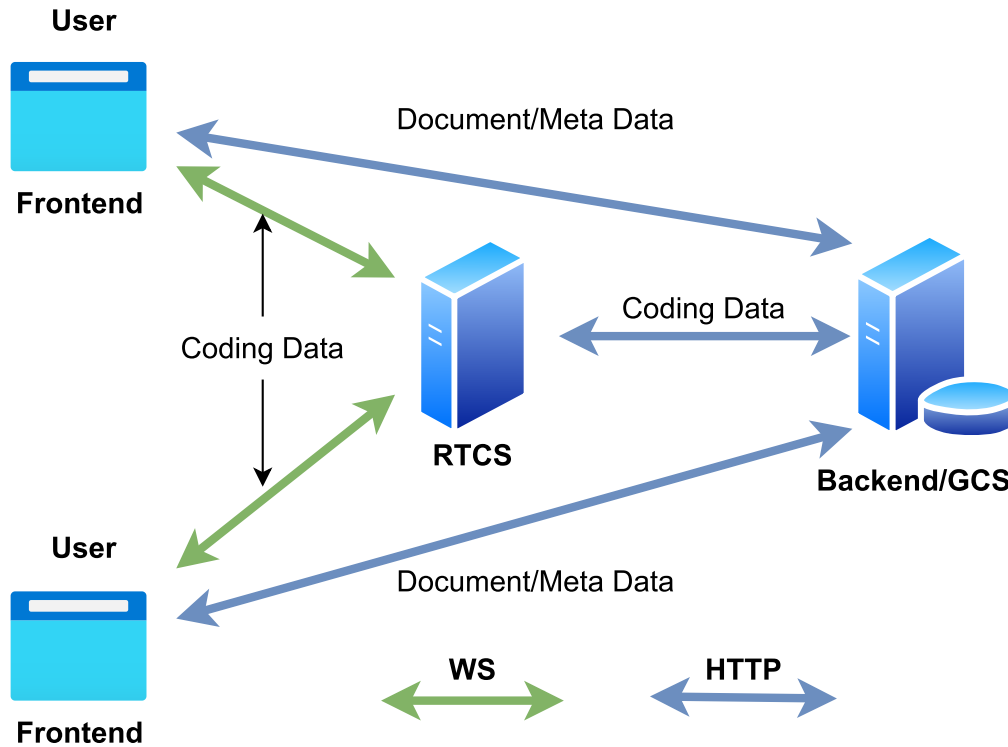 User
Document/Meta Data
Frontend
Coding Data
Coding Data
RTCS
Backend/GCS
User
Document/Meta Data
WS
HTTP
Frontend